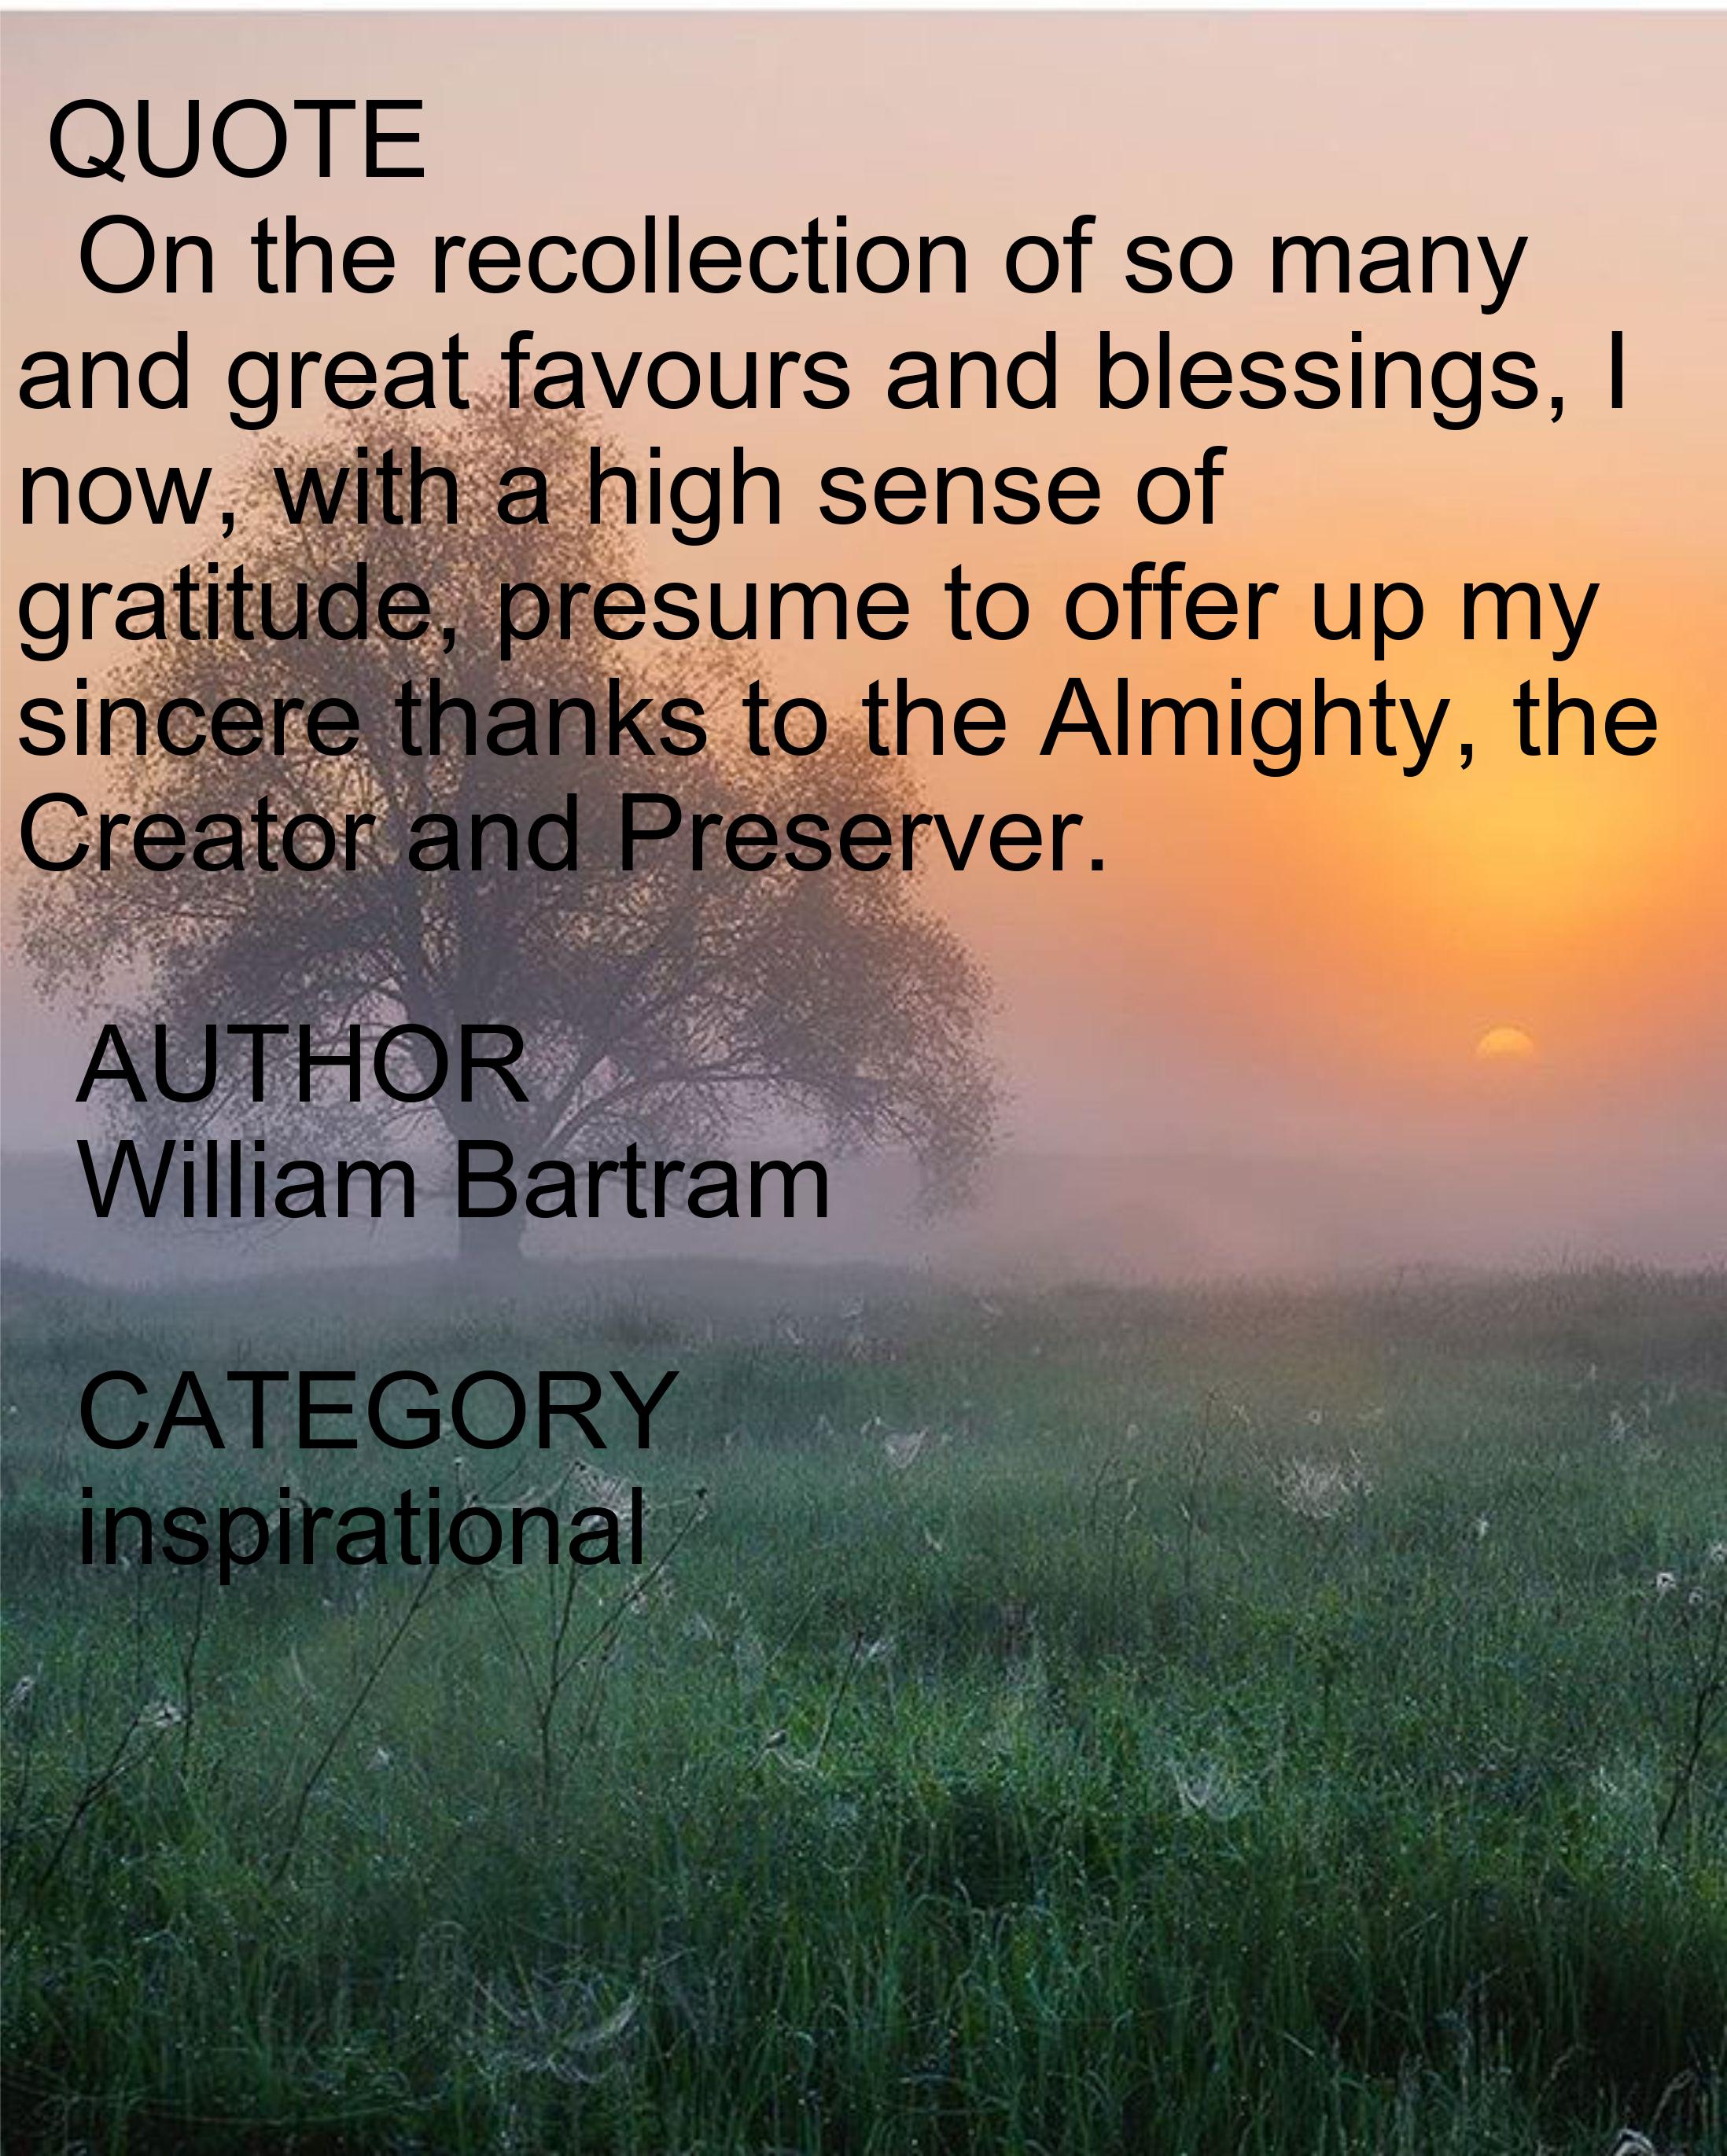 QUOTE
On the recollection of so many
and great favours and blessings, I
now, with a high sense of
gratitude, presume to offer up my
sincere thanks to the Almighty, the
Creator and Preserver.
AUTHOR
William Bartram
CATEGORY
inspirational